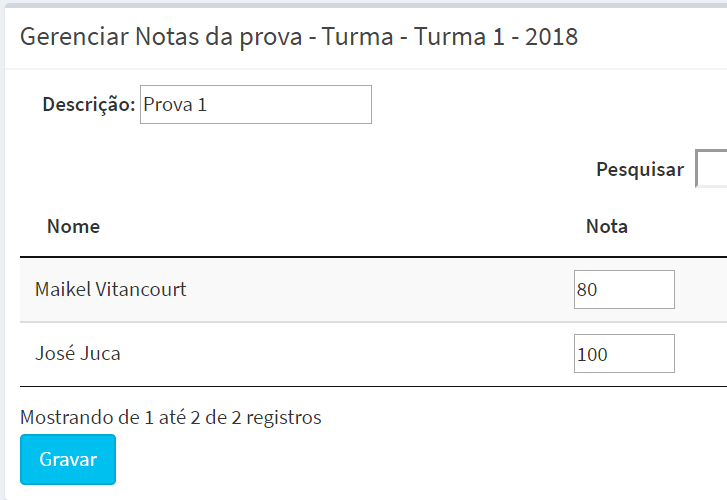 Gerenciar Notas da prova - Turma - Turma 1 - 2018
Descrição: Prova 1
Pesquisar
Nome Nota
Maikel Vitancourt 80
José Juca 100
Mostrando de 1 até 2 de 2 registros
Gravar